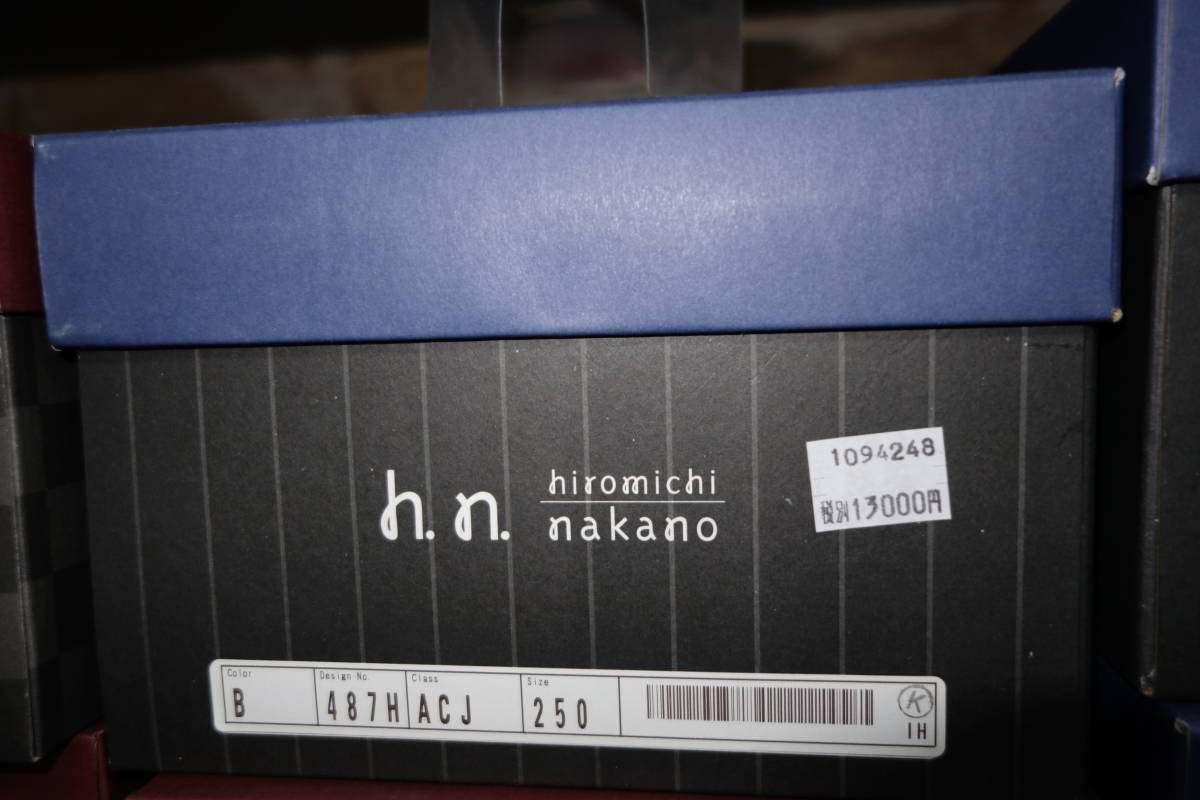 h.n.
hiromichi
nakano
1094248
税別13000円
Color Design No. Class Size
B 487H ACJ 250
K
IH